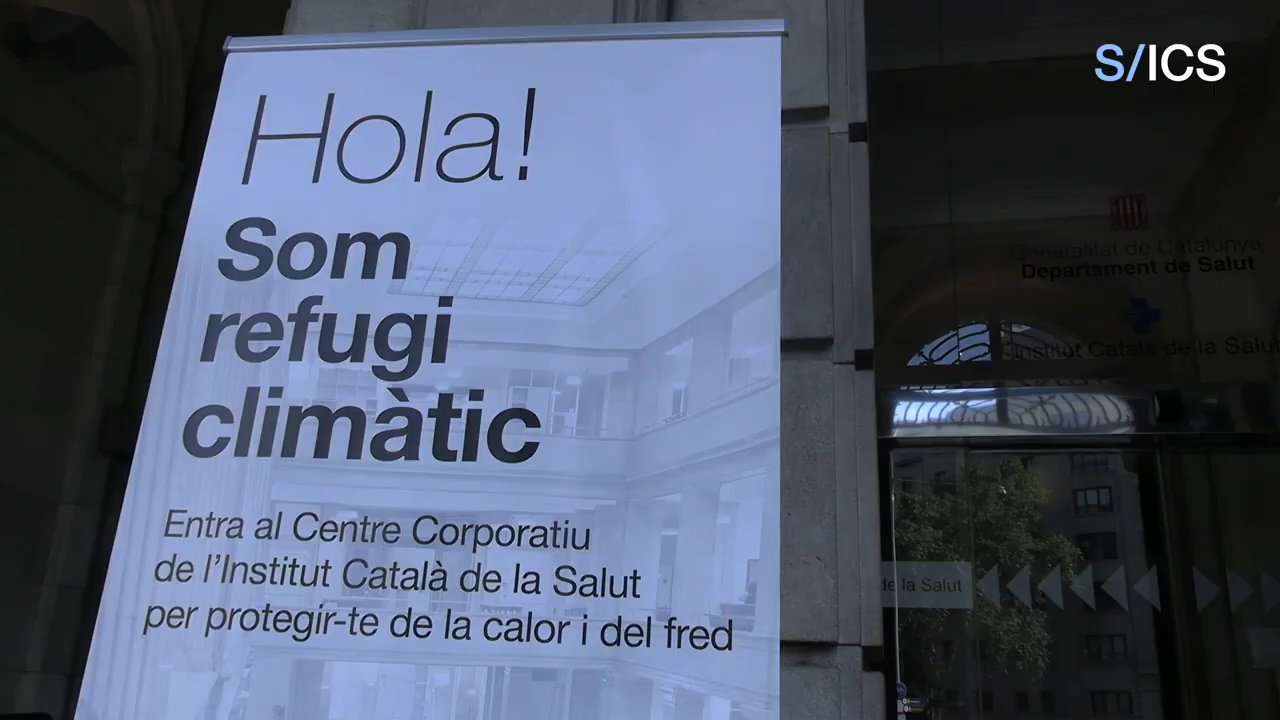 S/ICS
Hola!
Som
refugi
climàtic
Entra al Centre Corporatiu
de l'Institut Català de la Salut
per protegir-te de la calor i del fred
Generalitat de Catalunya
Departament de Salut
Institut Català de la Salut
de la Salut